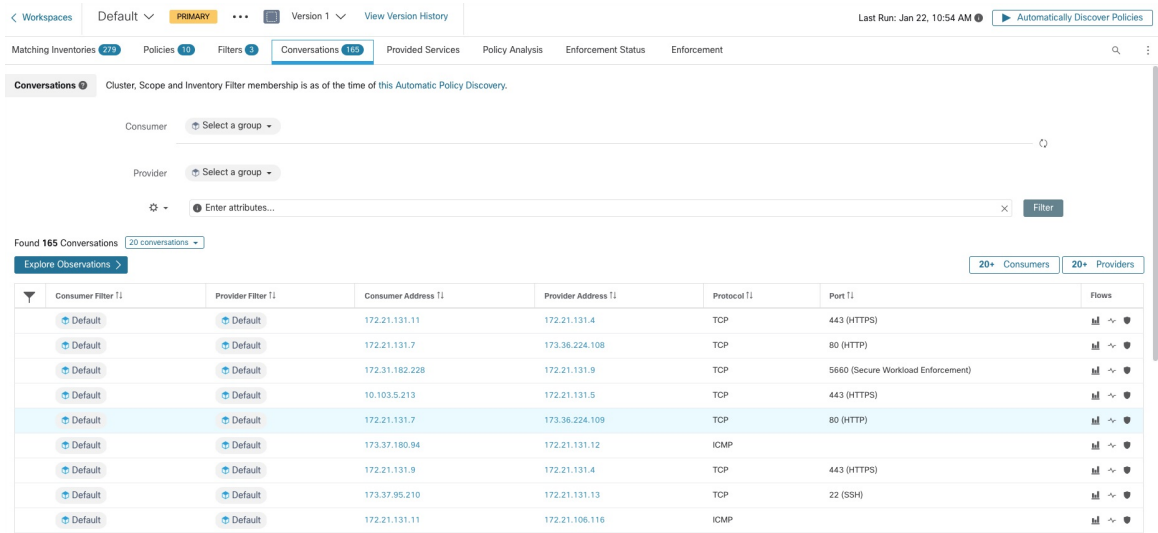 Workspaces Default PRIMARY ... Version 1 View Version History Last Run: Jan 22, 10:54 AM Automatically Discover Policies
Matching Inventories 279 Policies 10 Filters 3 Conversations 165 Provided Services Policy Analysis Enforcement Status Enforcement
Conversations Cluster, Scope and Inventory Filter membership is as of the time of this Automatic Policy Discovery.
Consumer Select a group
Provider Select a group
Enter attributes... Filter
Found 165 Conversations 20 conversations
Explore Observations 20+ Consumers 20+ Providers
Consumer Filter Provider Filter Consumer Address Provider Address Protocol Port Flows
Default Default 172.21.131.11 172.21.131.4 TCP 443 (HTTPS)
Default Default 172.21.131.7 173.36.224.108 TCP 80 (HTTP)
Default Default 172.31.182.228 172.21.131.9 TCP 5660 (Secure Workload Enforcement)
Default Default 10.103.5.213 172.21.131.5 TCP 443 (HTTPS)
Default Default 172.21.131.7 173.36.224.109 TCP 80 (HTTP)
Default Default 173.37.180.94 172.21.131.12 ICMP
Default Default 172.21.131.9 172.21.131.4 TCP 443 (HTTPS)
Default Default 173.37.95.210 172.21.131.13 TCP 22 (SSH)
Default Default 172.21.131.11 172.21.106.116 ICMP